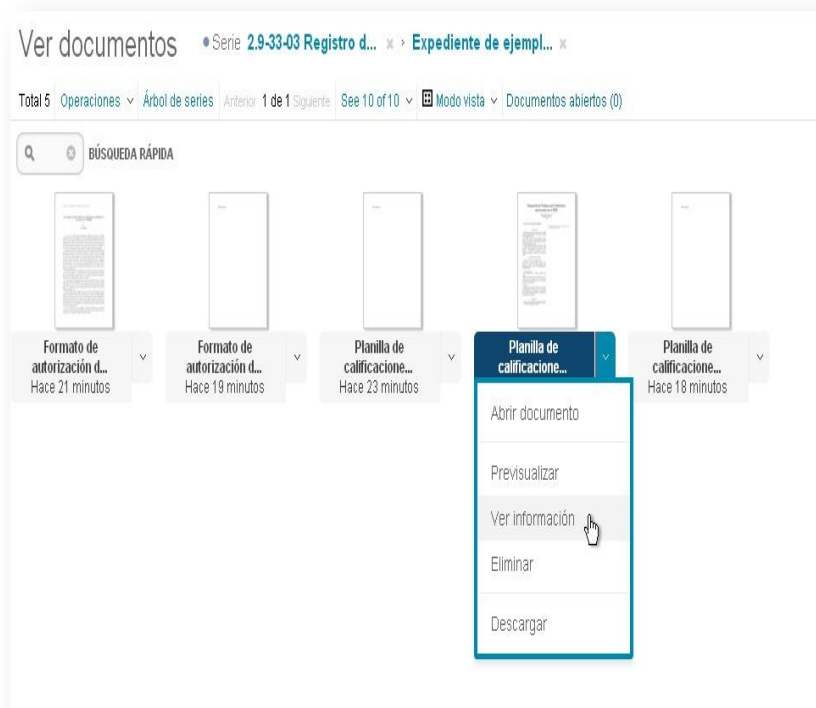 Ver documentos Serie 2.9-33-03 Registro d... x > Expediente de ejempl... x
Total 5 Operaciones Árbol de series Anterior 1 de 1 Siguiente See 10 of 10 Modo vista Documentos abiertos (0)
BÚSQUEDA RÁPIDA
Formato de
autorización d...
Hace 21 minutos
Formato de
autorización d...
Hace 19 minutos
Planilla de
calificacione...
Hace 23 minutos
Planilla de
calificacione...
Planilla de
calificacione...
Hace 18 minutos
Abrir documento
Previsualizar
Ver información
Eliminar
Descargar